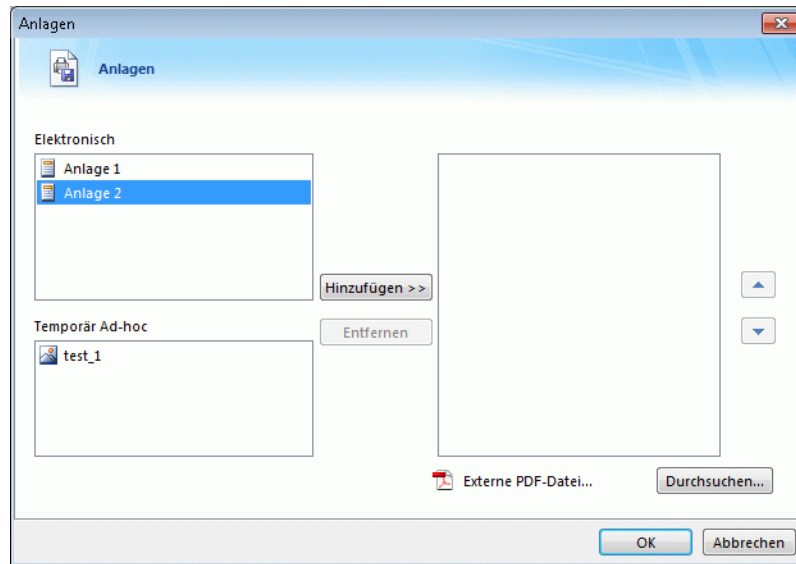 Anlagen
Anlagen
Elektronisch
Anlage 1
Anlage 2
Hinzufügen >>
Temporär Ad-hoc
Entfernen
test_1
Externe PDF-Datei...
Durchsuchen...
OK
Abbrechen